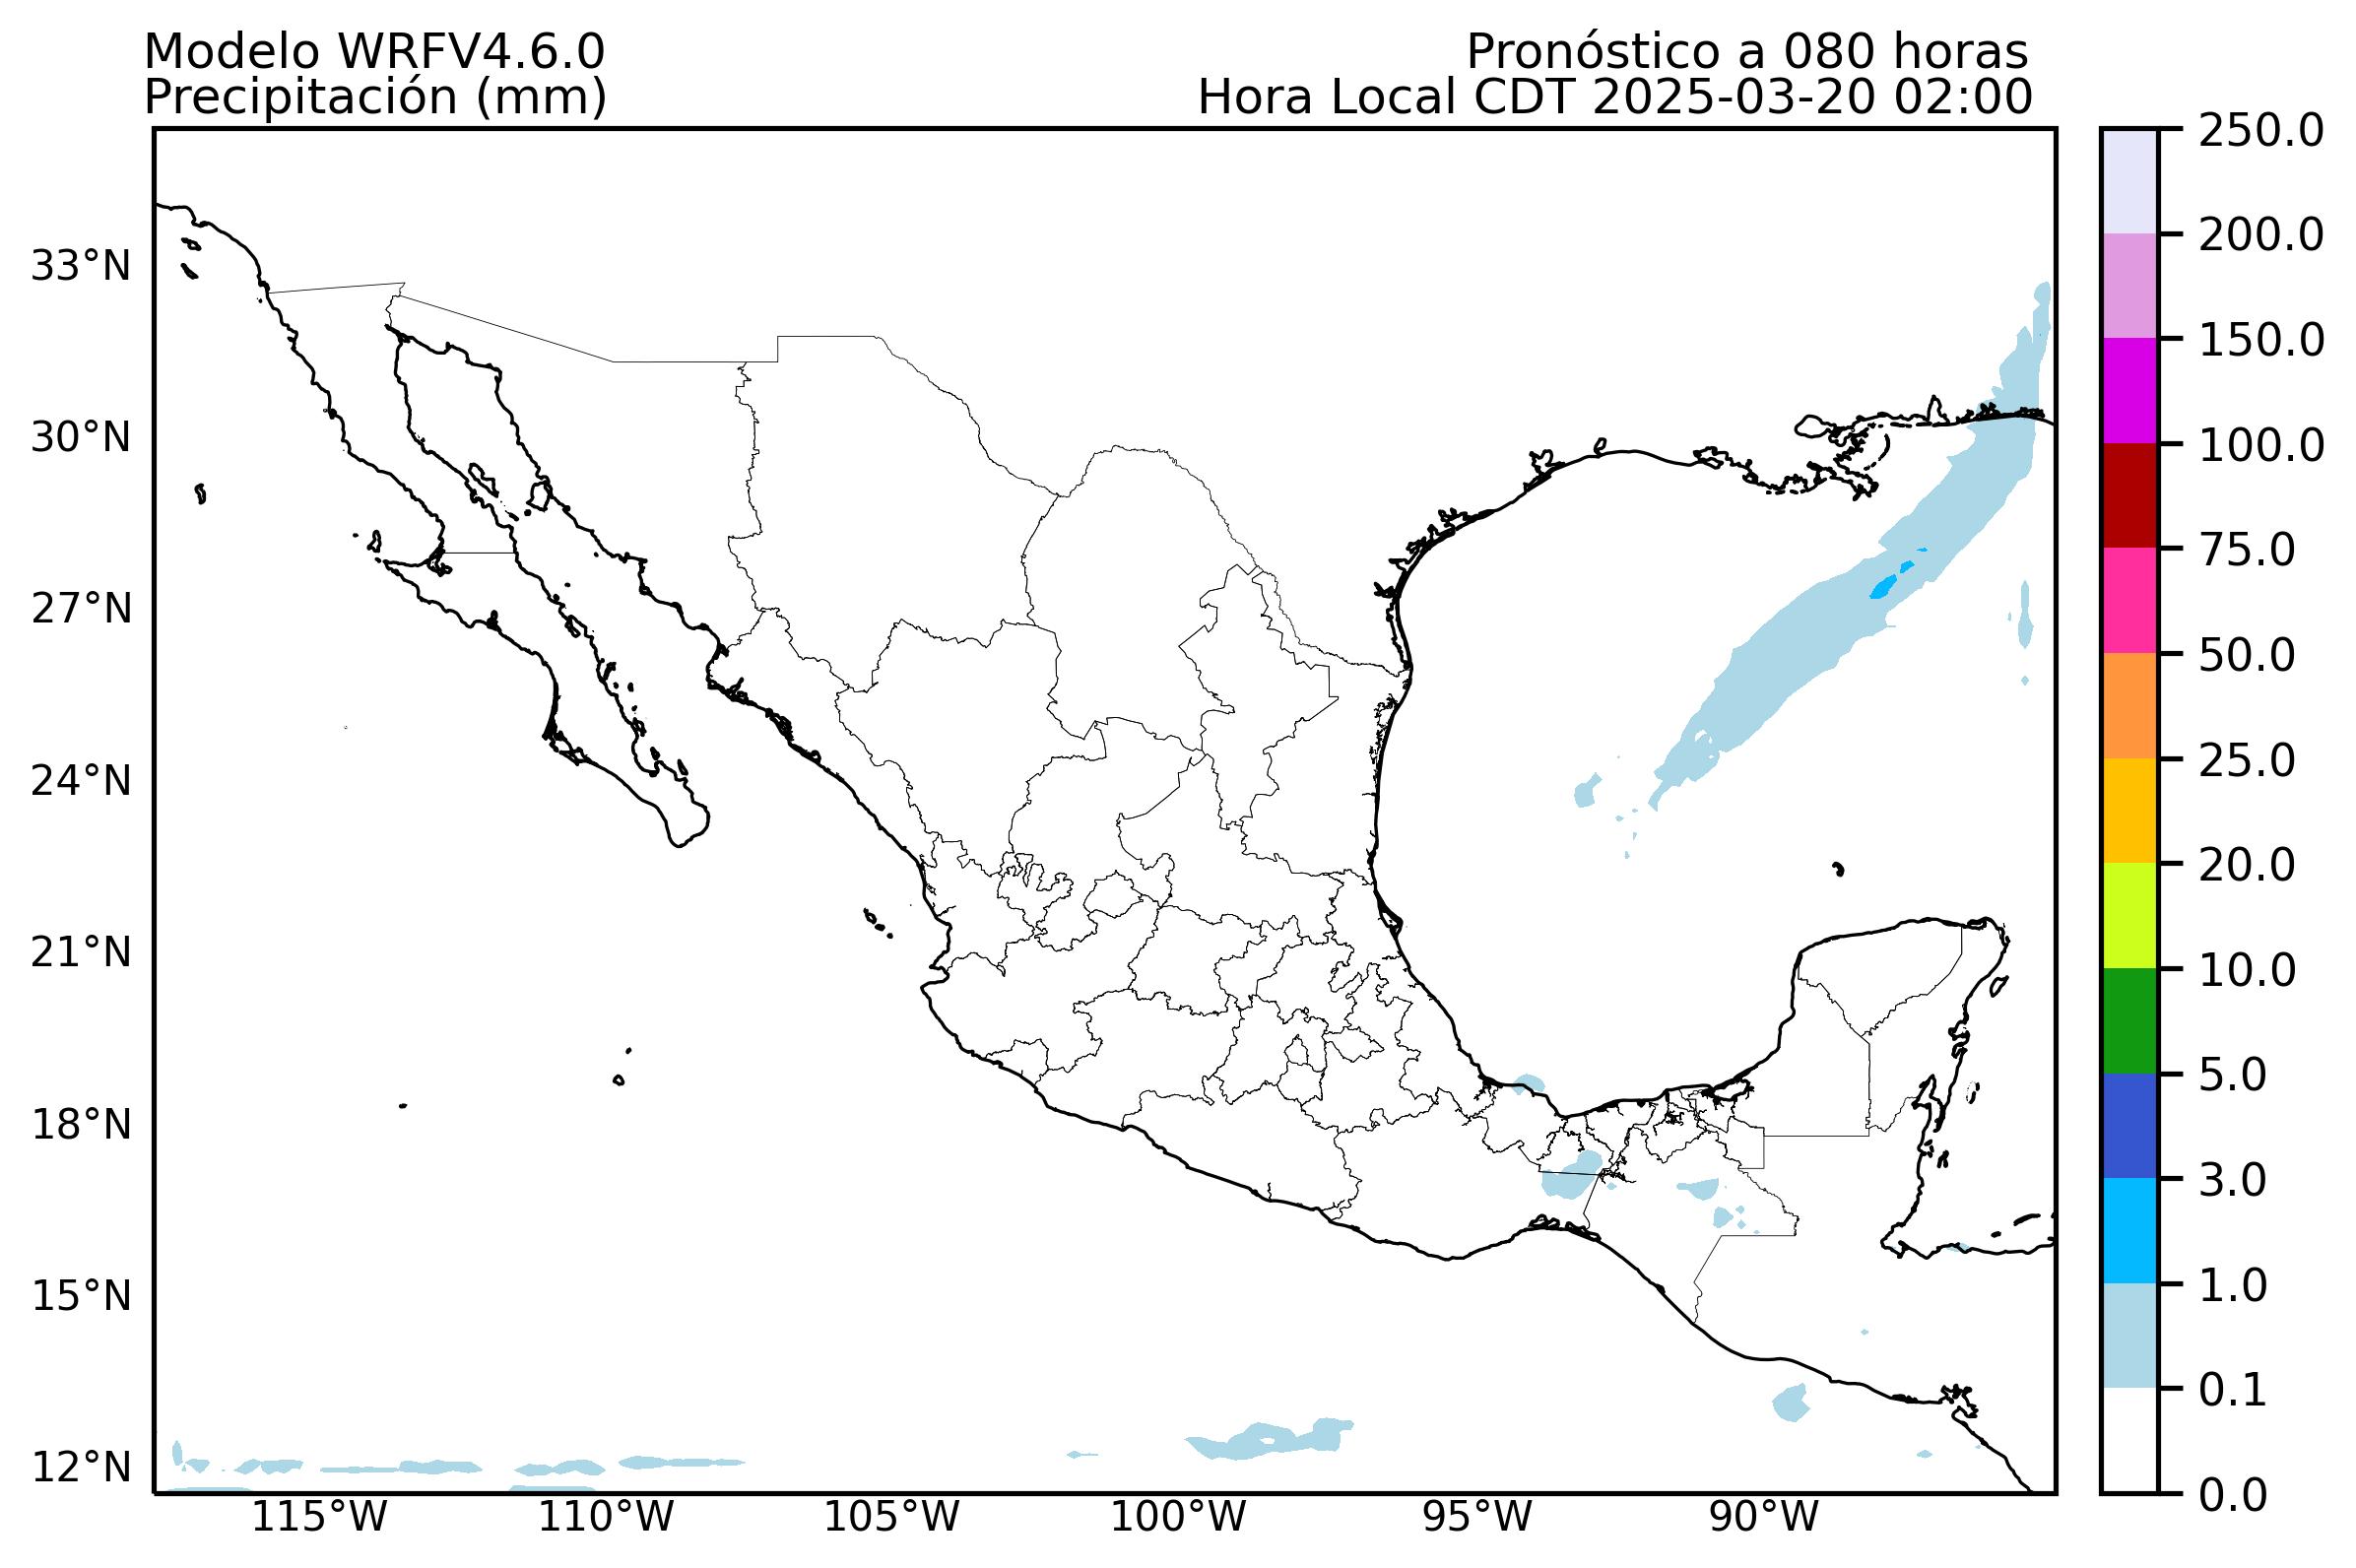 Modelo WRFV4.6.0
Precipitación (mm)
Pronóstico a 080 horas
Hora Local CDT 2025-03-20 02:00
33°N
30°N
27°N
24°N
21°N
18°N
15°N
12°N
115°W
110°W
105°W
100°W
95°W
90°W
250.0
200.0
150.0
100.0
75.0
50.0
25.0
20.0
10.0
5.0
3.0
1.0
0.1
0.0